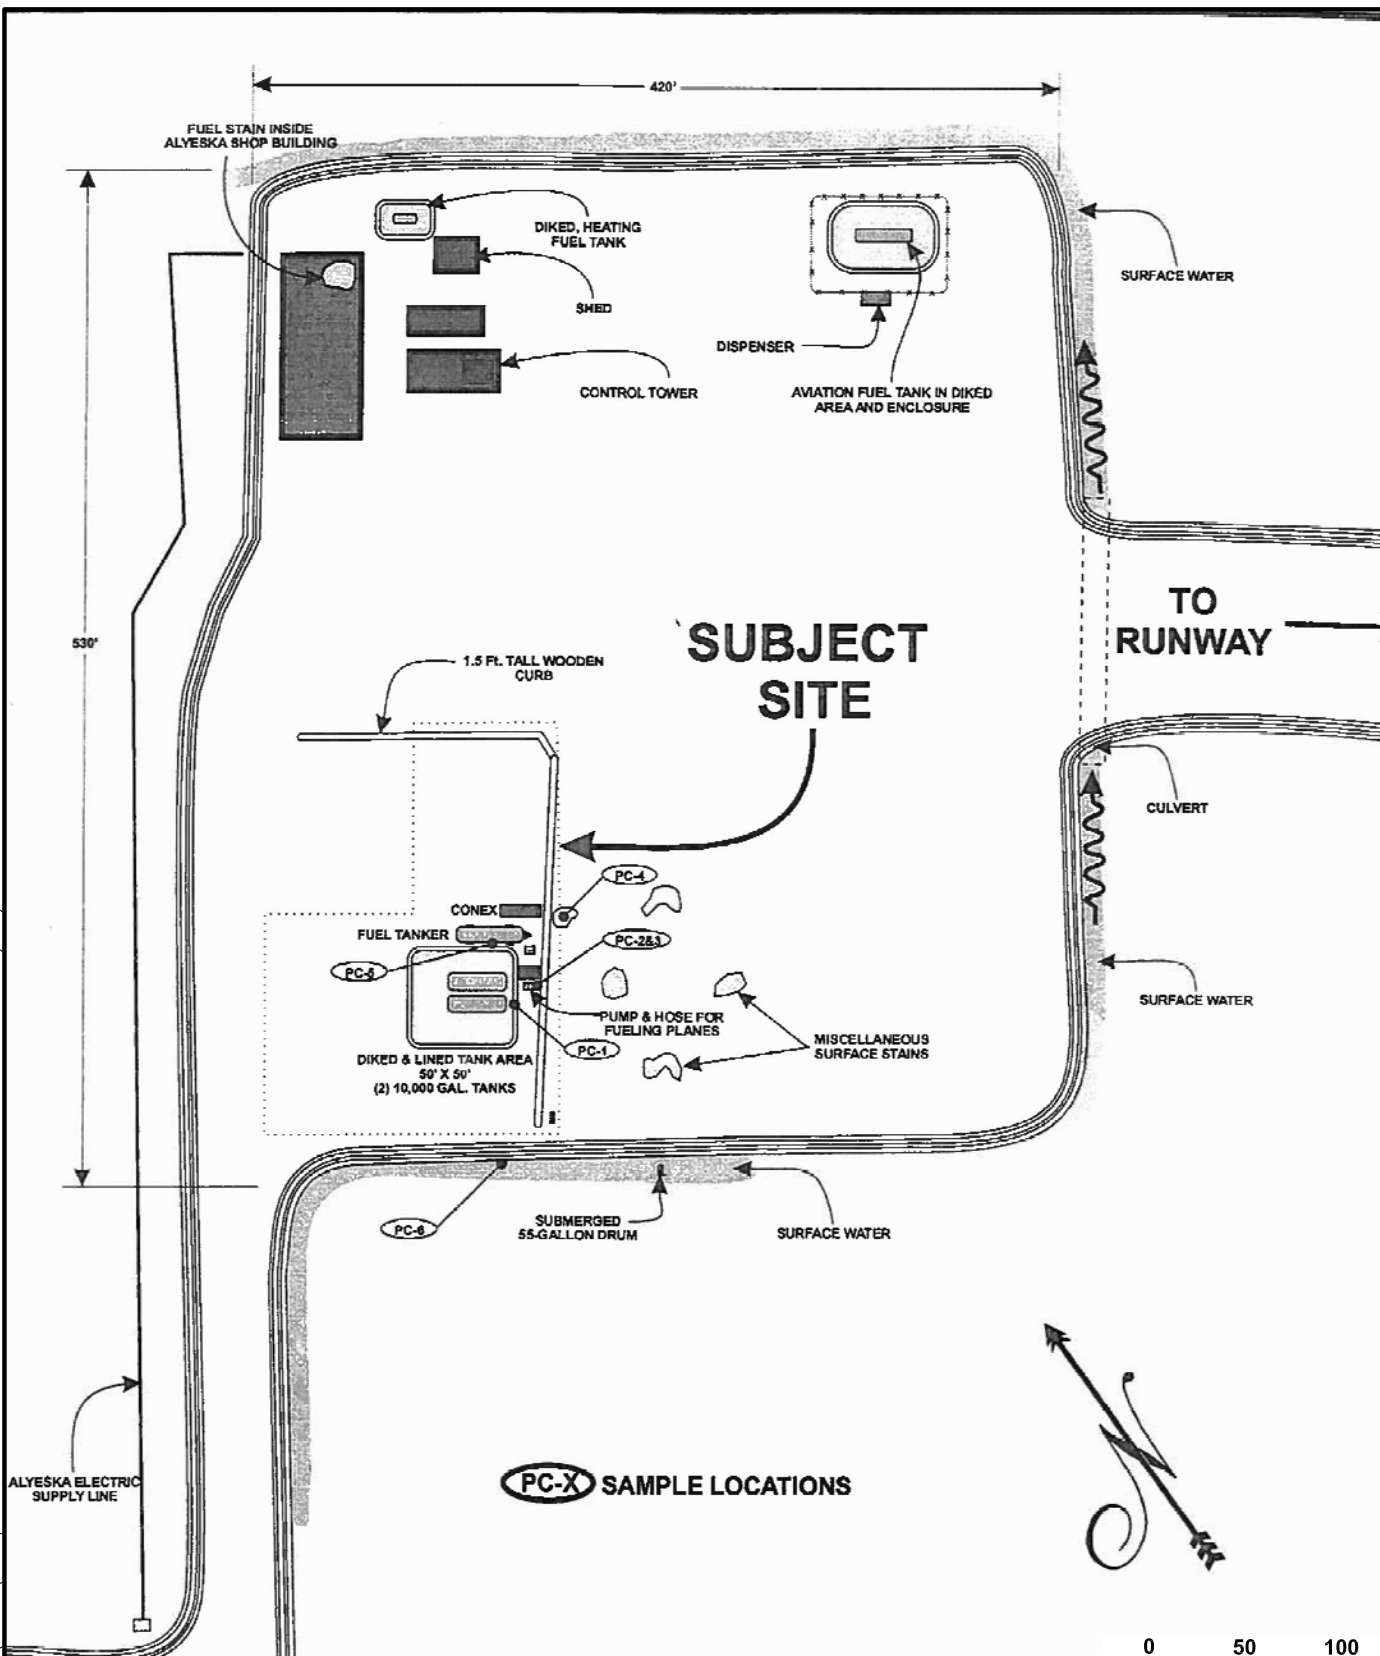 420'
FUEL STAIN INSIDE
ALYESKA SHOP BUILDING
DIKED, HEATING
FUEL TANK
SURFACE WATER
SHED
DISPENSER
CONTROL TOWER
AVIATION FUEL TANK IN DIKED
AREA AND ENCLOSURE
530'
SUBJECT
SITE
TO
RUNWAY
1.5 Ft. TALL WOODEN
CURB
CULVERT
PC-4
CONEX
FUEL TANKER
PC-2&3
PC-5
SURFACE WATER
PUMP & HOSE FOR
FUELING PLANES
PC-1
MISCELLANEOUS
SURFACE STAINS
DIKED & LINED TANK AREA
50' X 50'
(2) 10,000 GAL. TANKS
PC-6
SUBMERGED
55-GALLON DRUM
SURFACE WATER
ALYESKA ELECTRIC
SUPPLY LINE
PC-X SAMPLE LOCATIONS
N
0 50 100